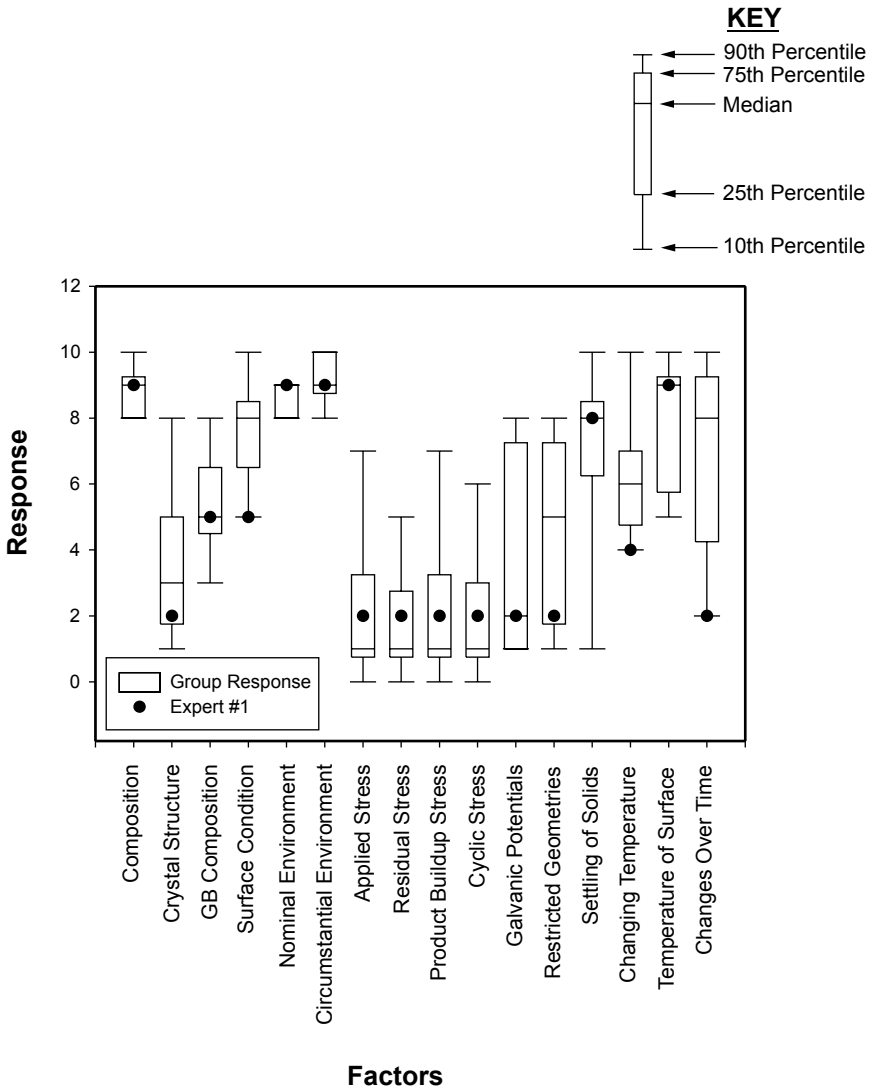 KEY
90th Percentile
75th Percentile
Median
25th Percentile
10th Percentile
12
10
8
6
4
2
0
Response
Group Response
Expert #1
Composition
Crystal Structure
GB Composition
Surface Condition
Nominal Environment
Circumstantial Environment
Applied Stress
Residual Stress
Product Buildup Stress
Cyclic Stress
Galvanic Potentials
Restricted Geometries
Settling of Solids
Changing Temperature
Temperature of Surface
Changes Over Time
Factors